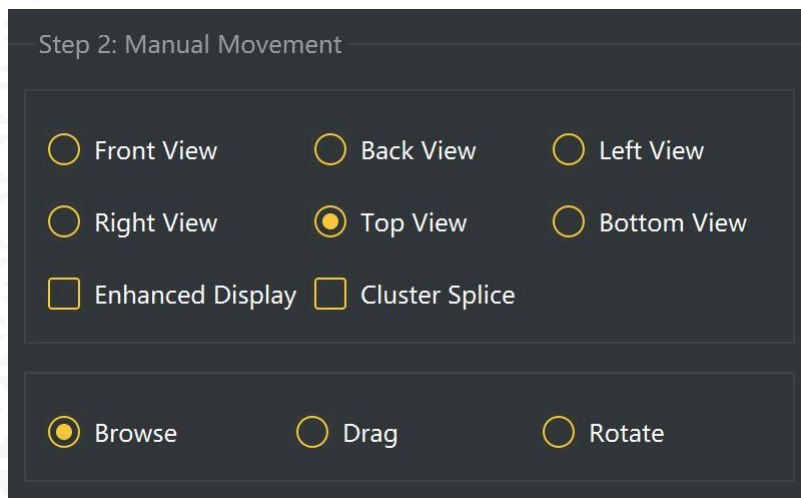 Step 2: Manual Movement
Front View Back View Left View
Right View Top View Bottom View
Enhanced Display Cluster Splice
Browse Drag Rotate